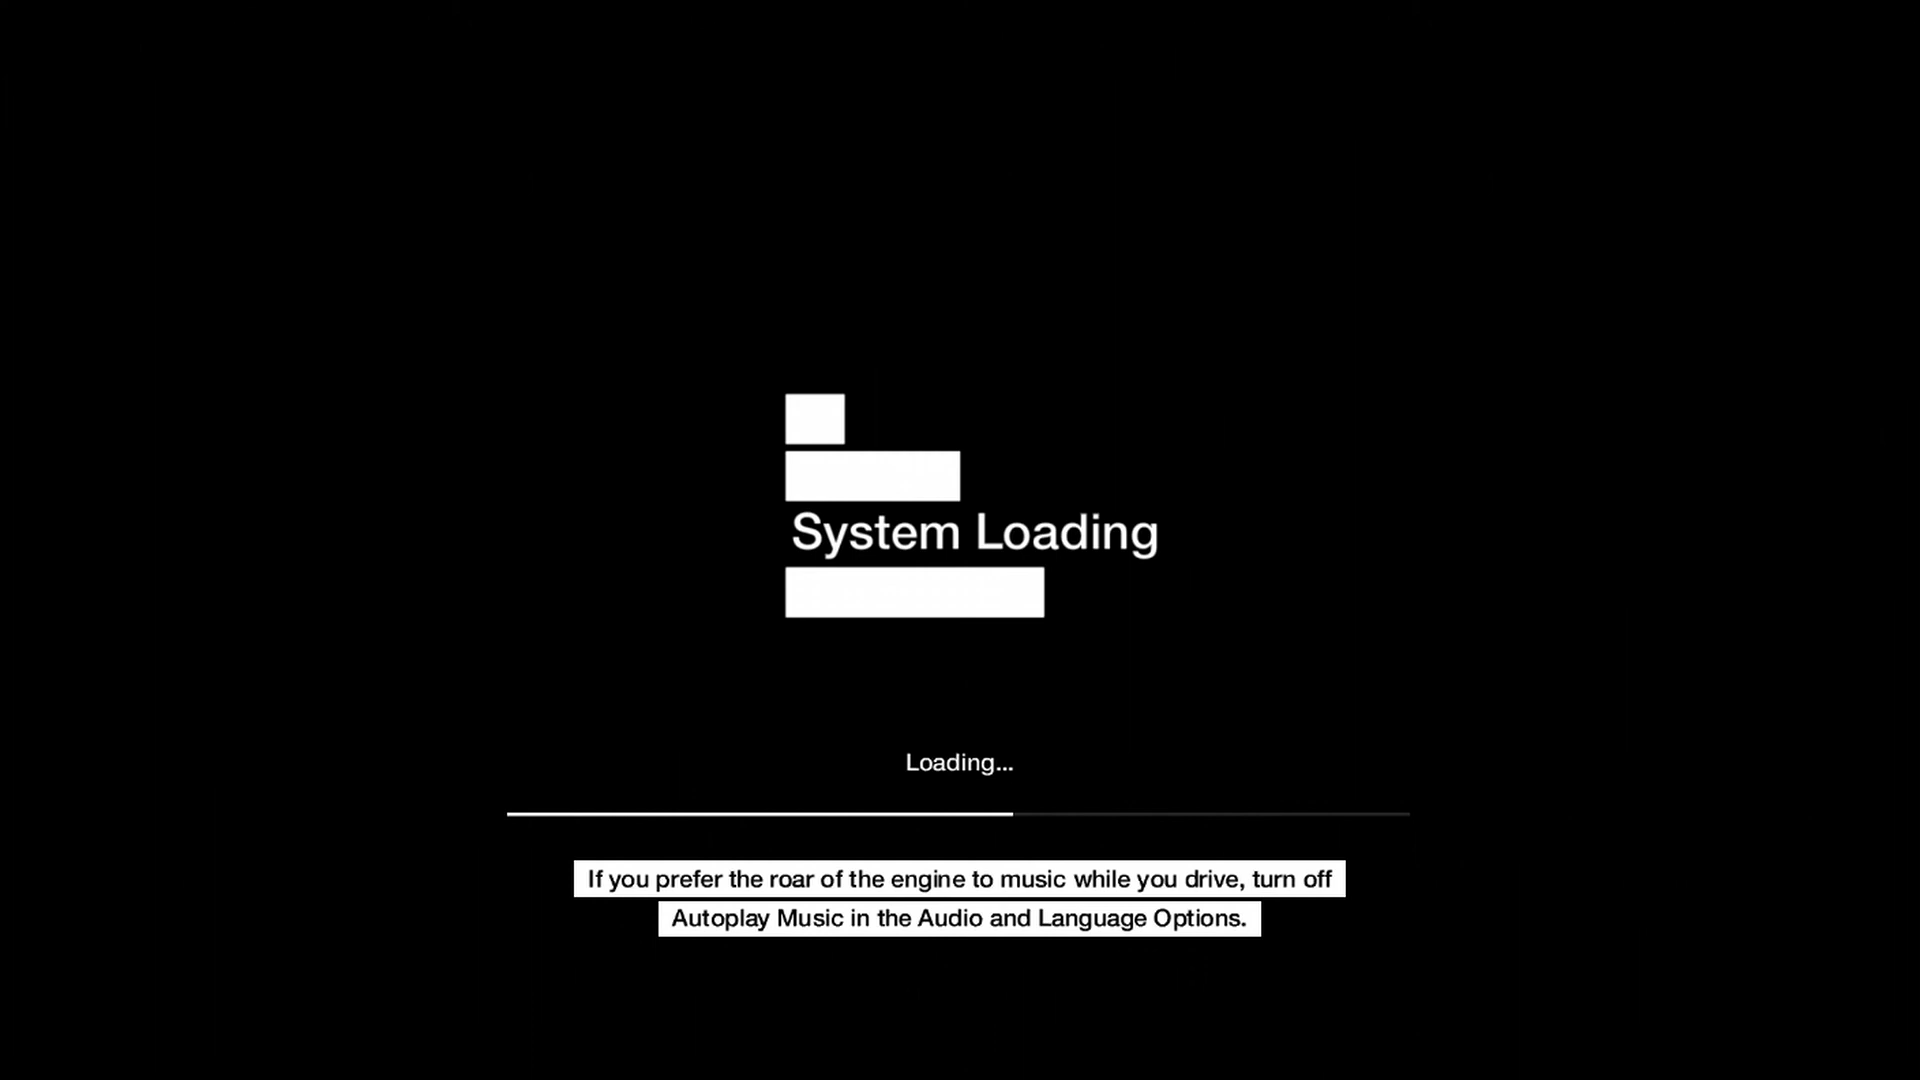 System Loading
Loading...
If you prefer the roar of the engine to music while you drive, turn off
Autoplay Music in the Audio and Language Options.